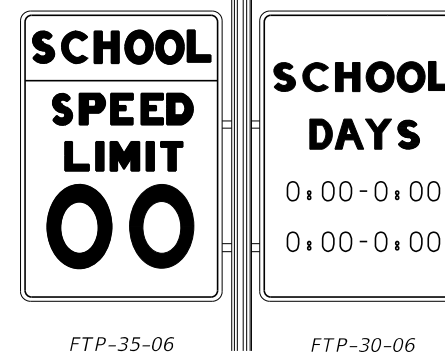 SCHOOL
SPEED
LIMIT
00
FTP-35-06
SCHOOL
DAYS
0:00-0:00
0:00-0:00
FTP-30-06